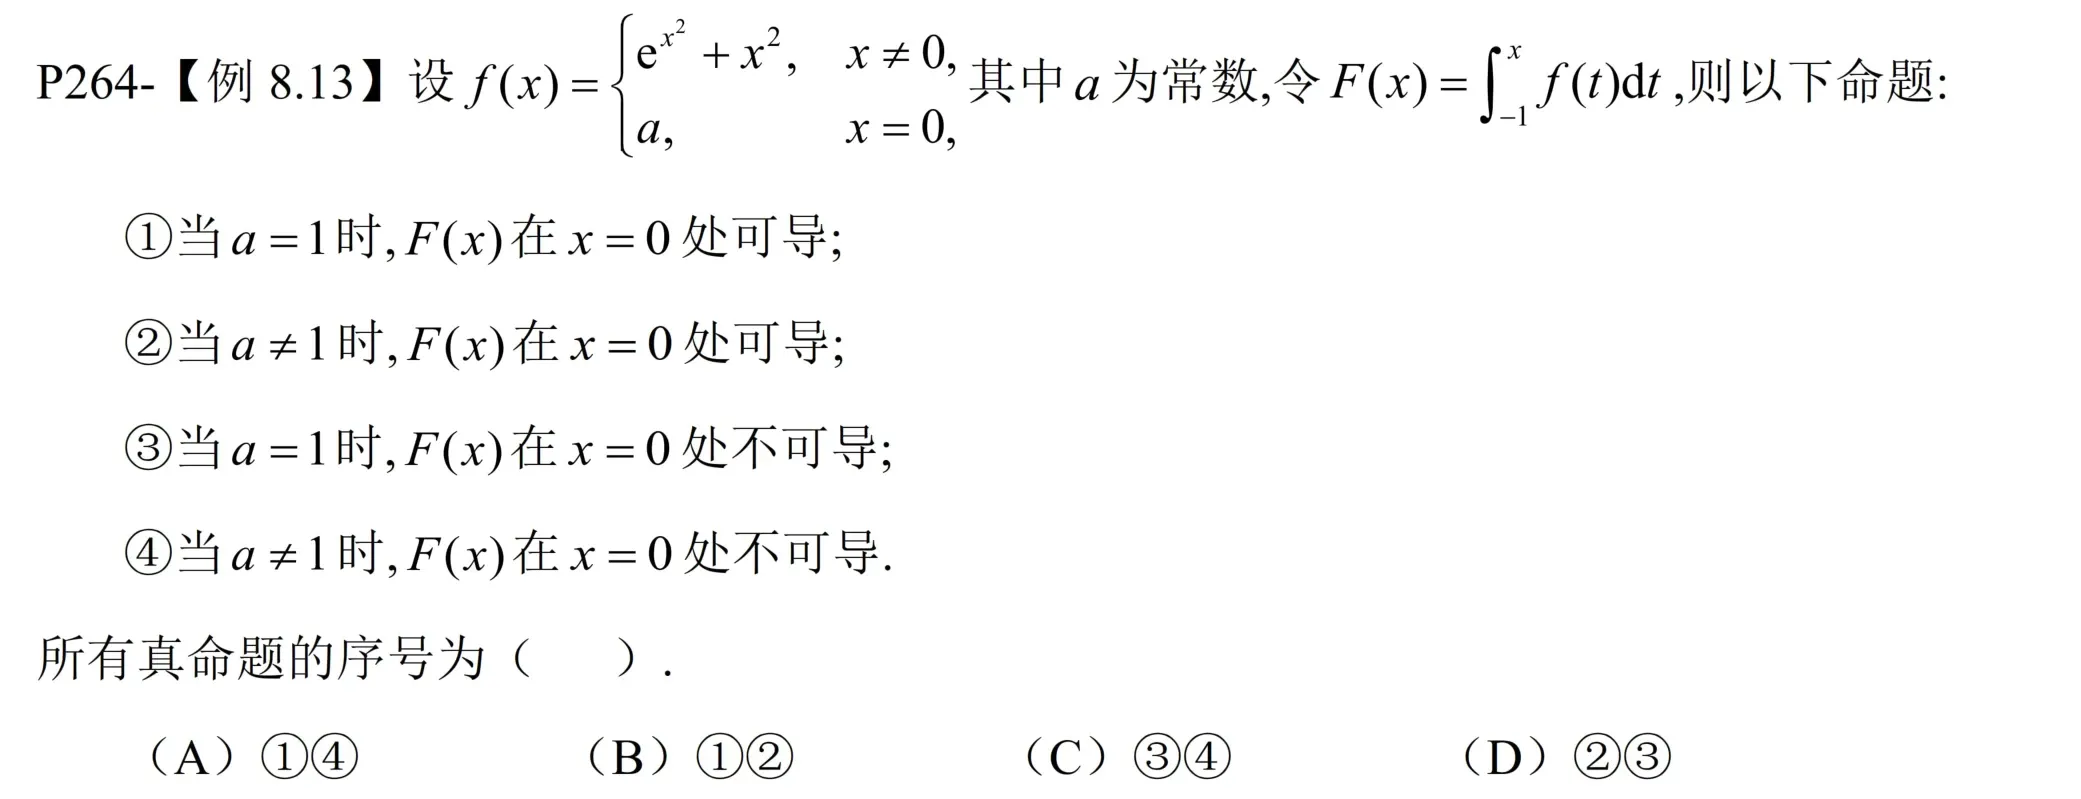 P264-【例 8.13】设 $f(x)=\begin{cases} e^{x^2}+x^2, & x\neq 0, \\ a, & x=0, \end{cases}$ 其中 $a$ 为常数,令 $F(x)=\int_{-1}^{x} f(t)\mathrm{d}t$ ,则以下命题:
①当 $a=1$ 时, $F(x)$ 在 $x=0$ 处可导;
②当 $a\neq 1$ 时, $F(x)$ 在 $x=0$ 处可导;
③当 $a=1$ 时, $F(x)$ 在 $x=0$ 处不可导;
④当 $a\neq 1$ 时, $F(x)$ 在 $x=0$ 处不可导.
所有真命题的序号为（　　）.
（A）①④ （B）①② （C）③④ （D）②③